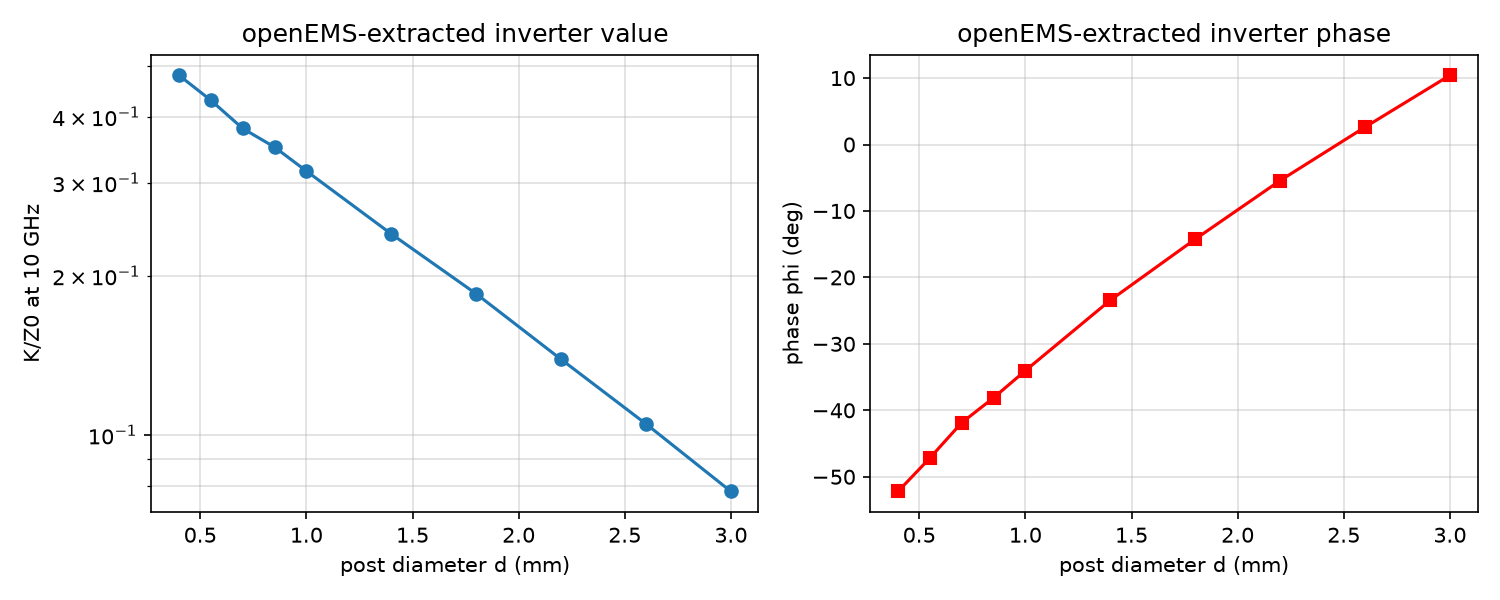 openEMS-extracted inverter value
K/Z0 at 10 GHz
4 × 10⁻¹
3 × 10⁻¹
2 × 10⁻¹
10⁻¹
0.5 1.0 1.5 2.0 2.5 3.0
post diameter d (mm)
openEMS-extracted inverter phase
phase phi (deg)
10
0
−10
−20
−30
−40
−50
0.5 1.0 1.5 2.0 2.5 3.0
post diameter d (mm)